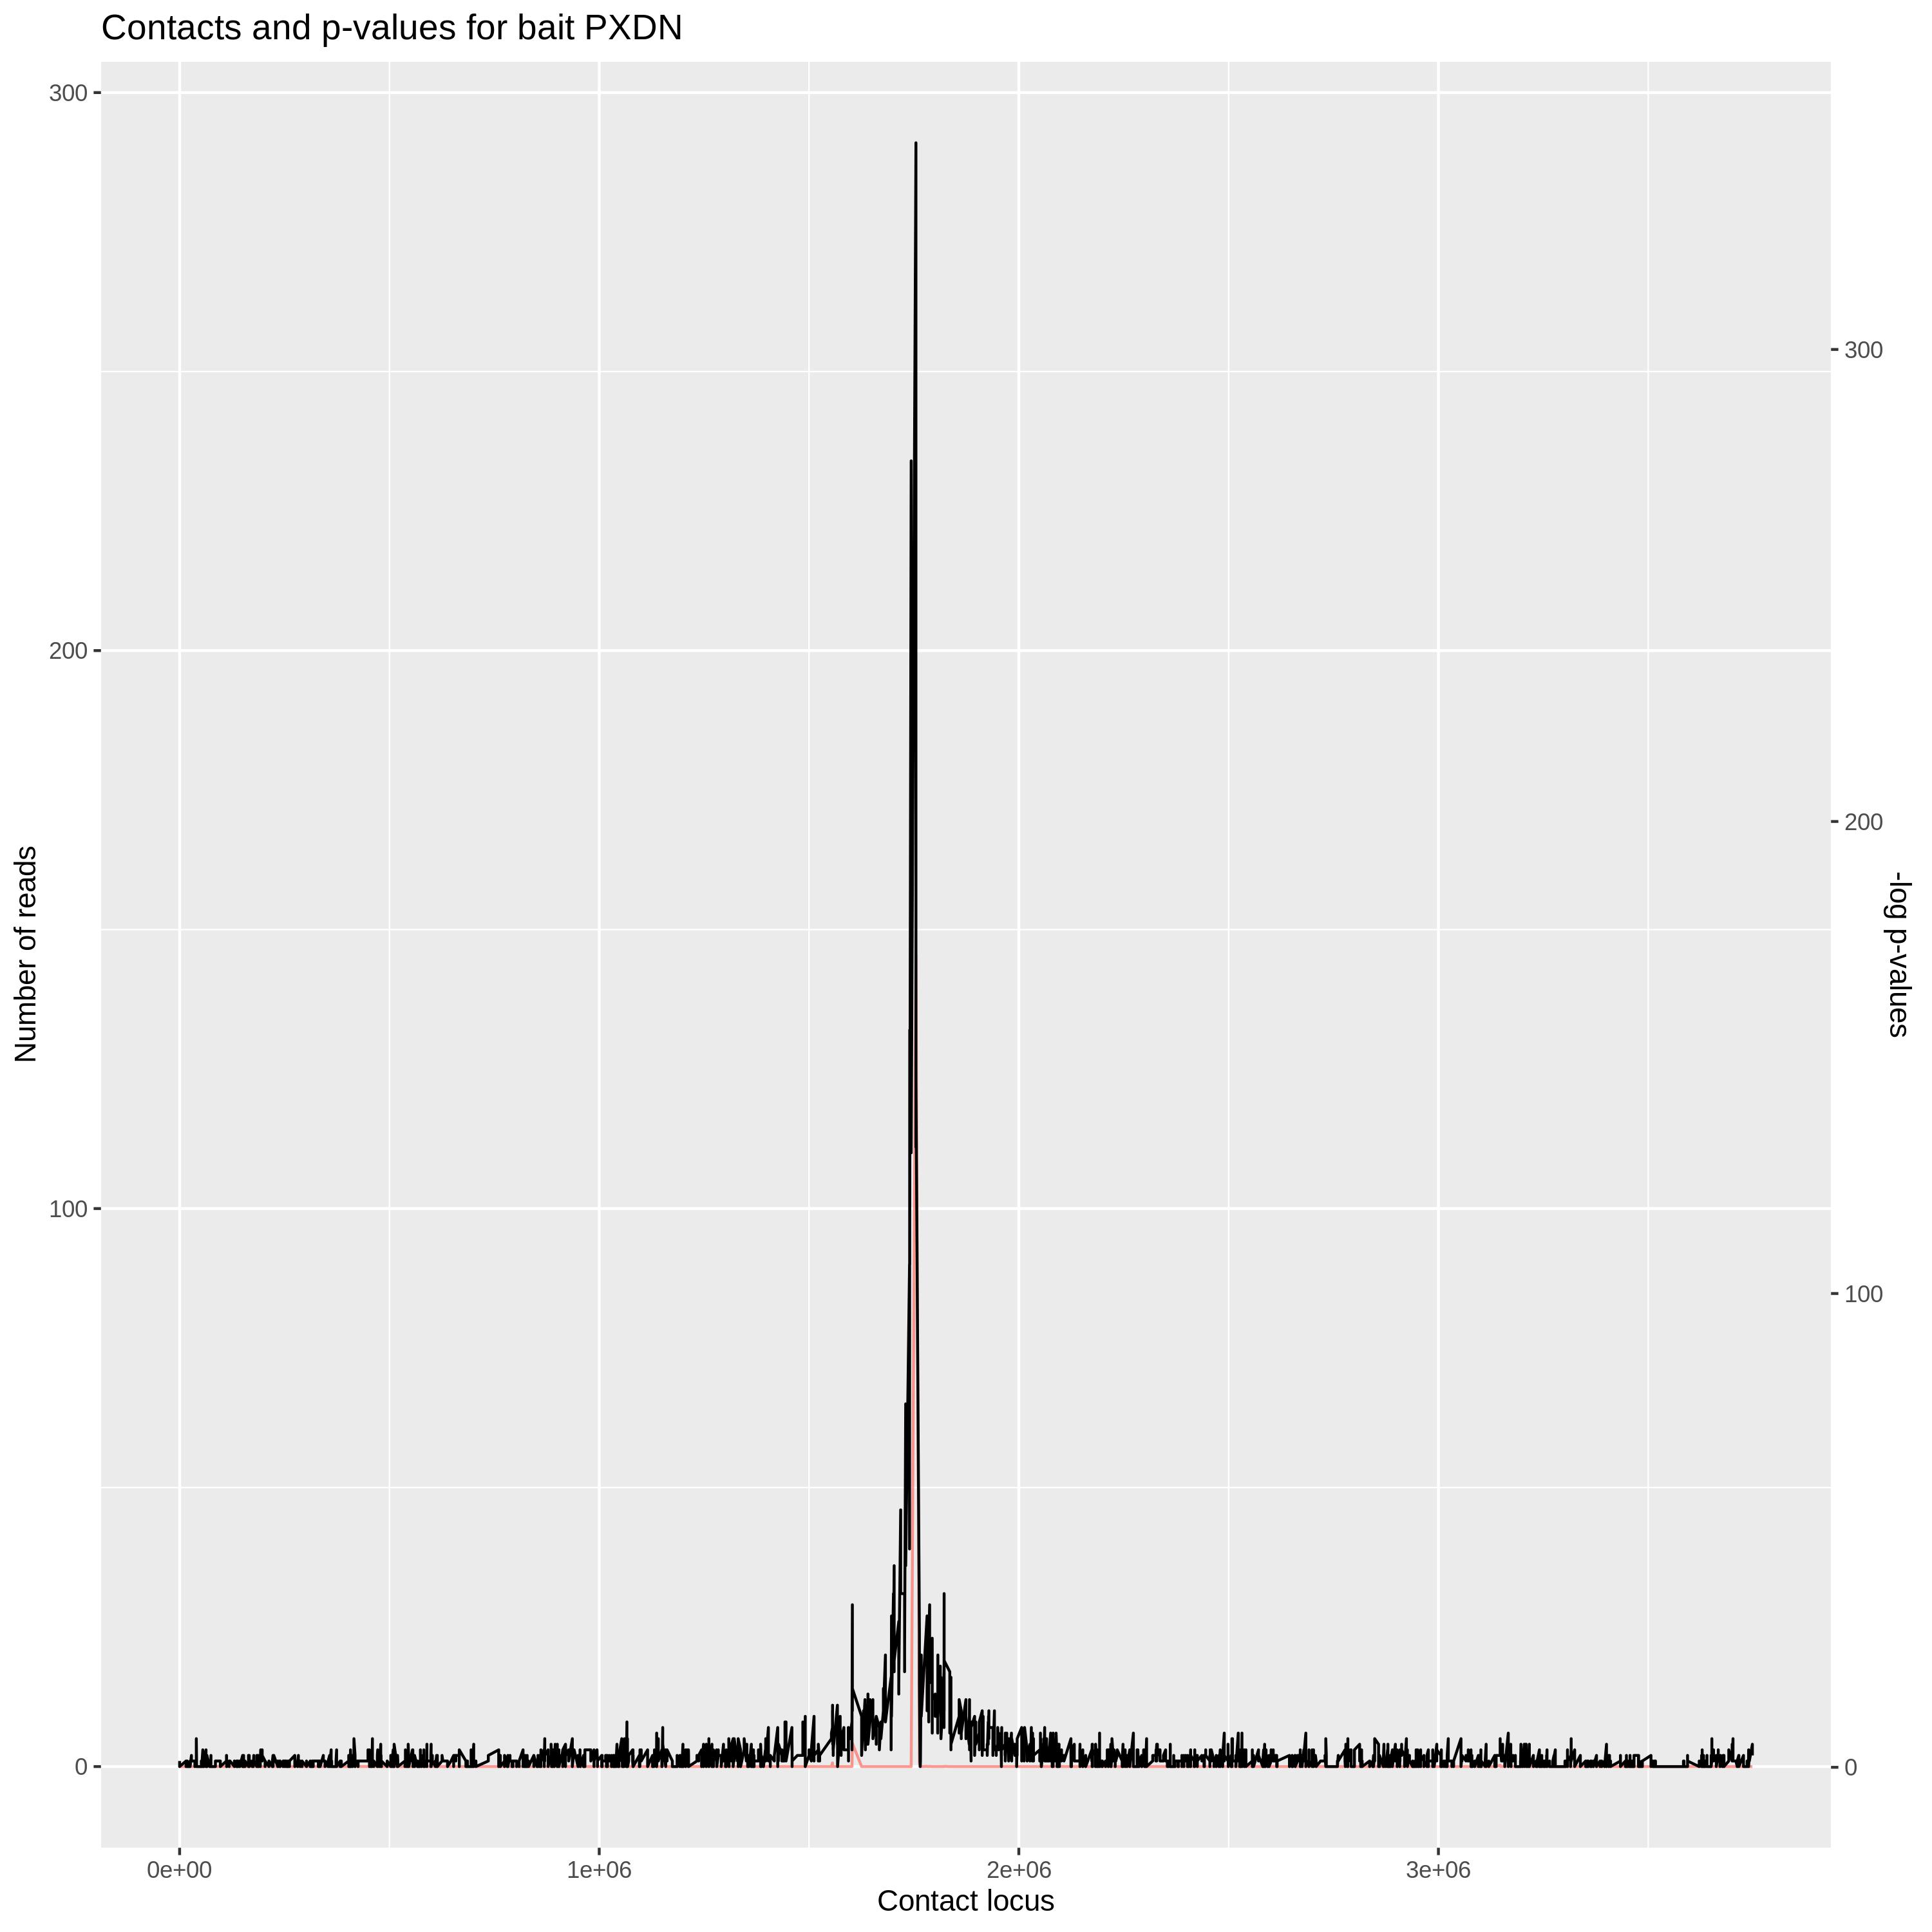 Contacts and p-values for bait PXDN
300
200
100
0
Number of reads
300
200
100
0
-log p-values
0e+00 1e+06 2e+06 3e+06
Contact locus